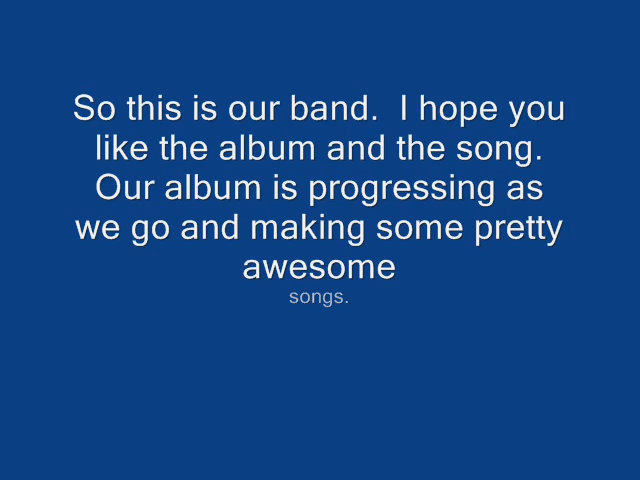 So this is our band.  I hope you
like the album and the song.
Our album is progressing as
we go and making some pretty
awesome
songs.